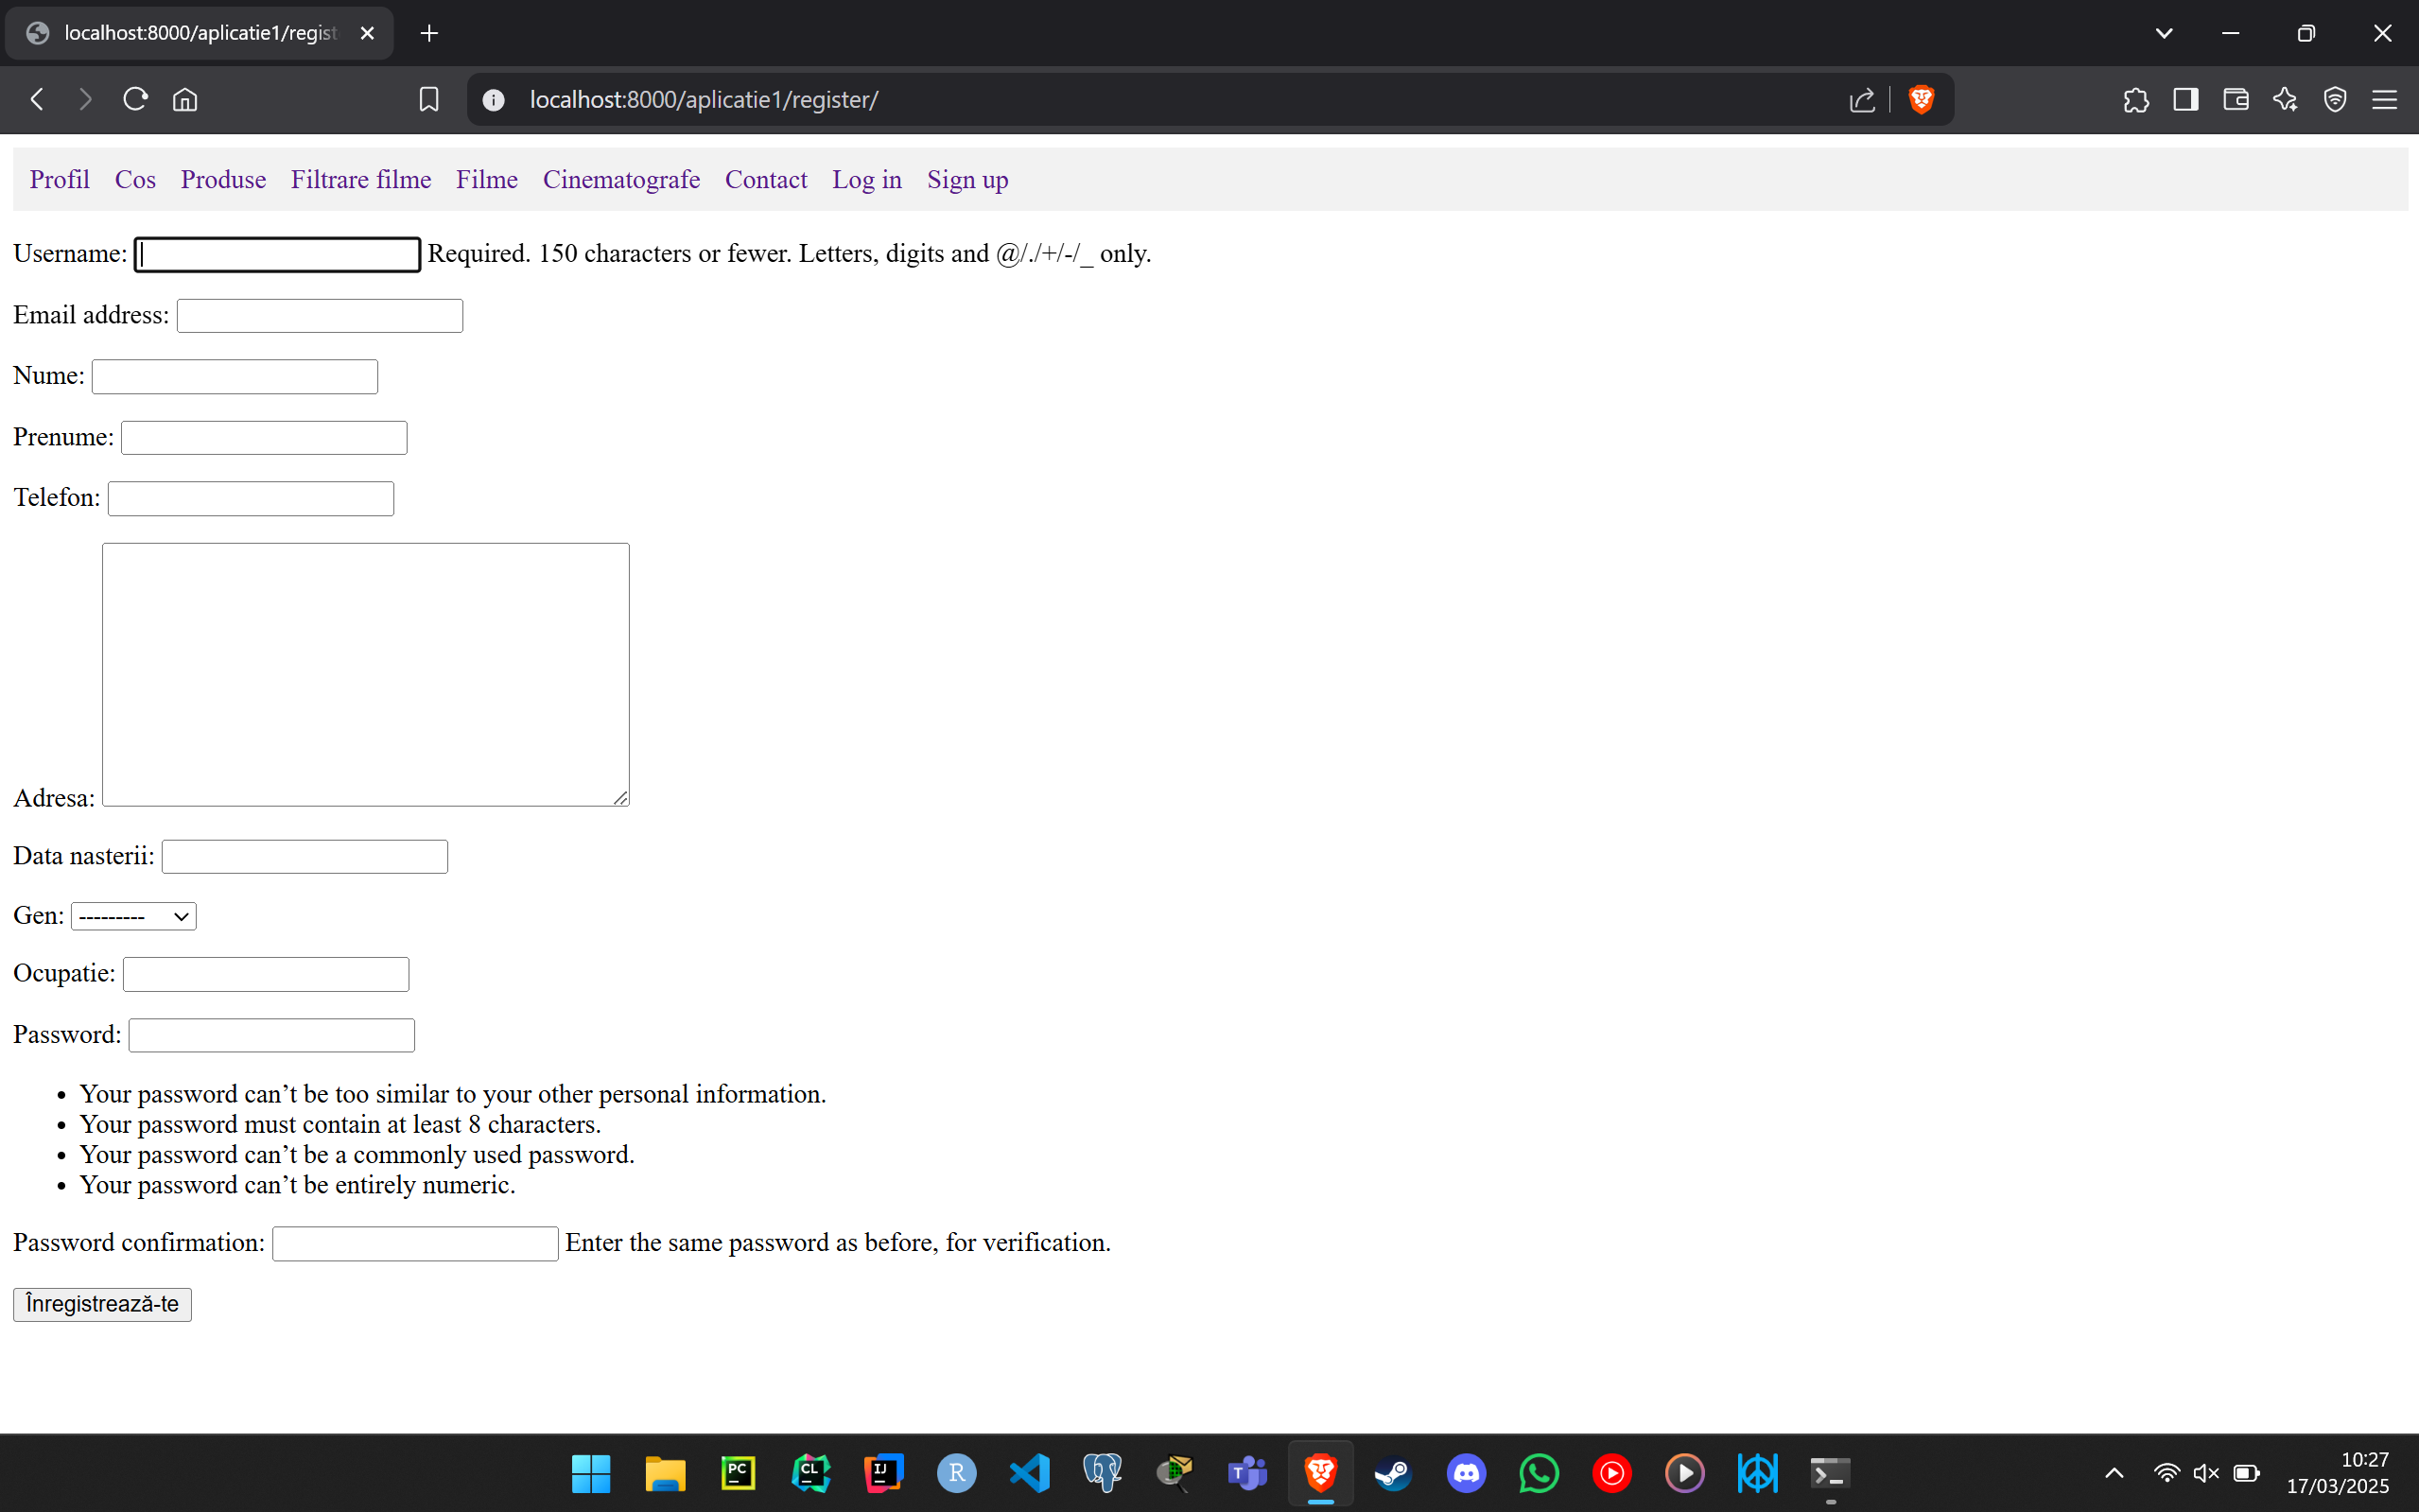 localhost:8000/aplicatie1/regist
localhost:8000/aplicatie1/register/
Profil Cos Produse Filtrare filme Filme Cinematografe Contact Log in Sign up
Username: Required. 150 characters or fewer. Letters, digits and @/./+/-/_ only.
Email address:
Nume:
Prenume:
Telefon:
Adresa:
Data nasterii:
Gen: ---------
Ocupatie:
Password:
• Your password can’t be too similar to your other personal information.
• Your password must contain at least 8 characters.
• Your password can’t be a commonly used password.
• Your password can’t be entirely numeric.
Password confirmation: Enter the same password as before, for verification.
Înregistrează-te
PC CL IJ R T
10:27
17/03/2025